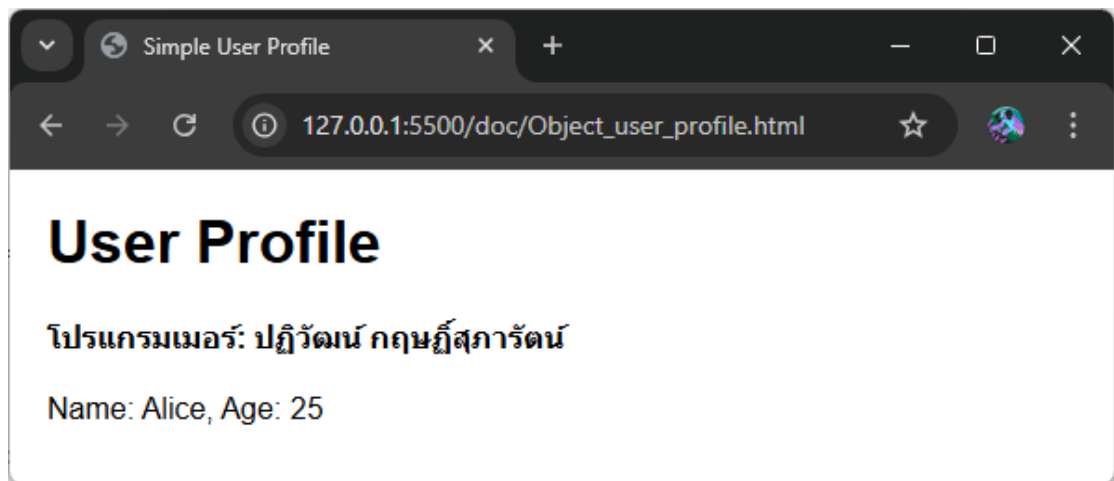 Simple User Profile
127.0.0.1:5500/doc/Object_user_profile.html
User Profile
โปรแกรมเมอร์: ปฏิวัฒน์ กฤษฏิ์สุภารัตน์
Name: Alice, Age: 25